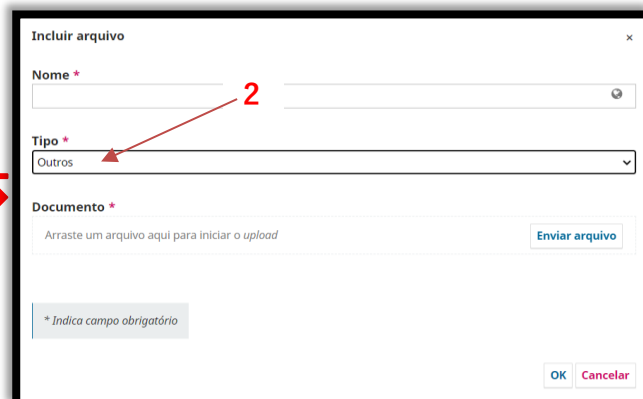 Incluir arquivo ×
Nome *
2
Tipo *
Outros
Documento *
Arraste um arquivo aqui para iniciar o upload Enviar arquivo
* Indica campo obrigatório
OK Cancelar